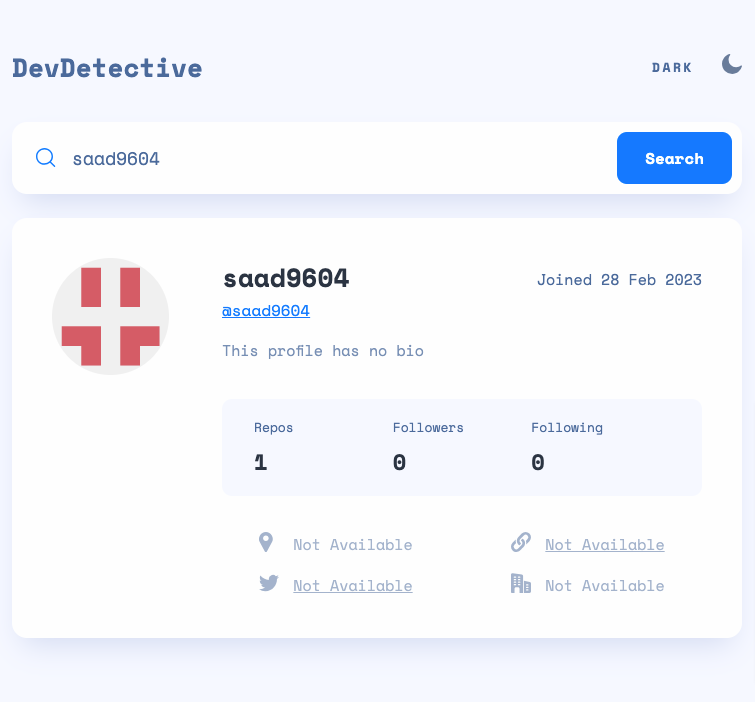 DevDetective
DARK
saad9604
Search
saad9604
Joined 28 Feb 2023
@saad9604
This profile has no bio
Repos Followers Following
1 0 0
Not Available Not Available
Not Available Not Available